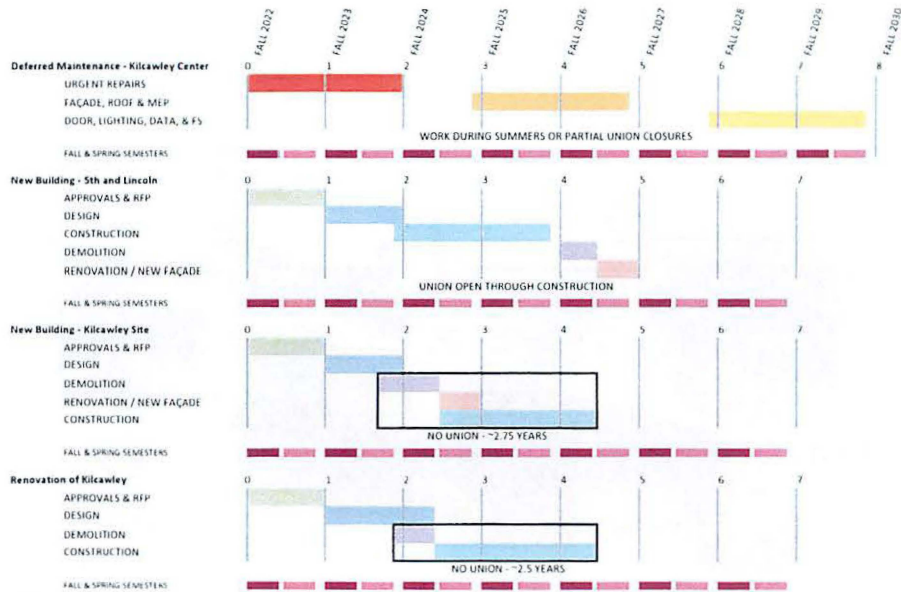 FALL 2022 FALL 2023 FALL 2024 FALL 2025 FALL 2026 FALL 2027 FALL 2028 FALL 2029 FALL 2030
Deferred Maintenance - Kilcawley Center 0 1 2 3 4 5 6 7 8
URGENT REPAIRS
FAÇADE, ROOF & MEP
DOOR, LIGHTING, DATA, & FS
WORK DURING SUMMERS OR PARTIAL UNION CLOSURES
FALL & SPRING SEMESTERS
New Building - 5th and Lincoln 0 1 2 3 4 5 6 7
APPROVALS & RFP
DESIGN
CONSTRUCTION
DEMOLITION
RENOVATION / NEW FAÇADE
UNION OPEN THROUGH CONSTRUCTION
FALL & SPRING SEMESTERS
New Building - Kilcawley Site 0 1 2 3 4 5 6 7
APPROVALS & RFP
DESIGN
DEMOLITION
RENOVATION / NEW FAÇADE
CONSTRUCTION
NO UNION - ~2.75 YEARS
FALL & SPRING SEMESTERS
Renovation of Kilcawley 0 1 2 3 4 5 6 7
APPROVALS & RFP
DESIGN
DEMOLITION
CONSTRUCTION
NO UNION - ~2.5 YEARS
FALL & SPRING SEMESTERS